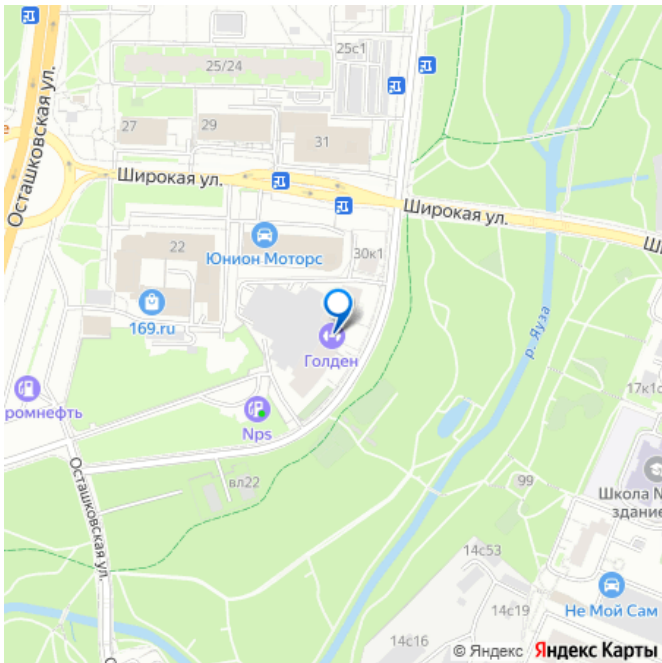 25с1
25/24
27
29
31
е
Осташковская ул.
Широкая ул.
Широкая ул.
Ш
22
Юнион Моторс
30к1
169.ru
Голден
р. Яуза
ромнефть
Nps
17к1с
Осташковская ул.
вл22
99
Школа N
здание
14с53
14с19
Не Мой Сам
14с16
© Яндекс Яндекс Карты